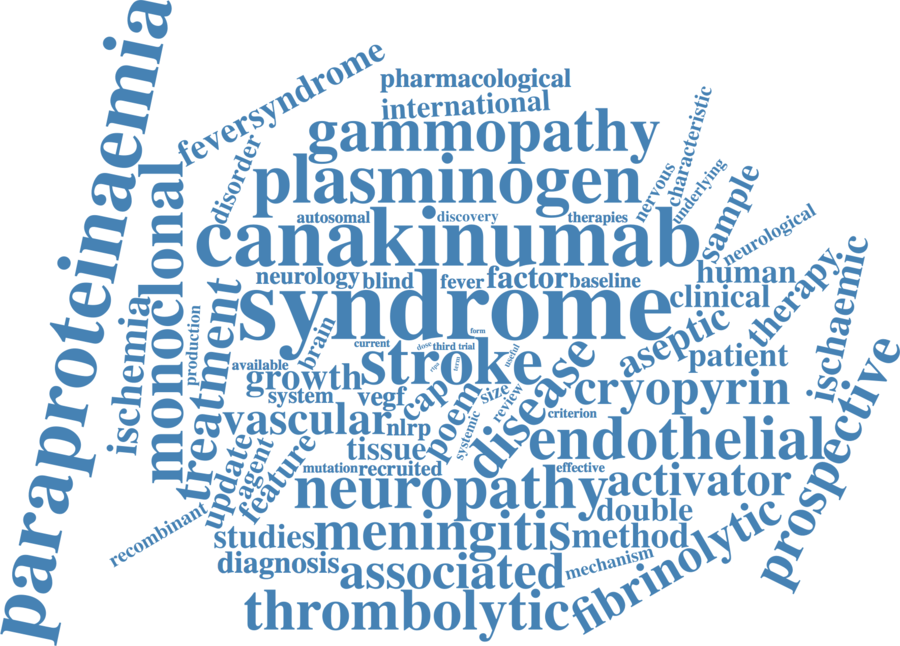 paraproteinaemia
feversyndrome
pharmacological
international
gammopathy
characteristic
disorder
plasminogen
nervous
underlying
sample
monoclonal
autosomal
discovery
therapies
canakinumab
neurological
neurology
blind
fever
factor
baseline
human
therapy
ischaemic
syndrome
clinical
ischemia
production
treatment
brain
current
dose
third
trial
form
useful
aseptic
patient
available
growth
stroke
disease
cryopyrin
prospective
system
vegf
cap
poem
size
review
term
vascular
nlrp
systemic
criterion
endothelial
tissue
update
agent
feature
mutation
recruited
effective
neuropathy
activator
recombinant
double
studies
meningitis
method
fibrinolytic
diagnosis
associated
mechanism
thrombolytic